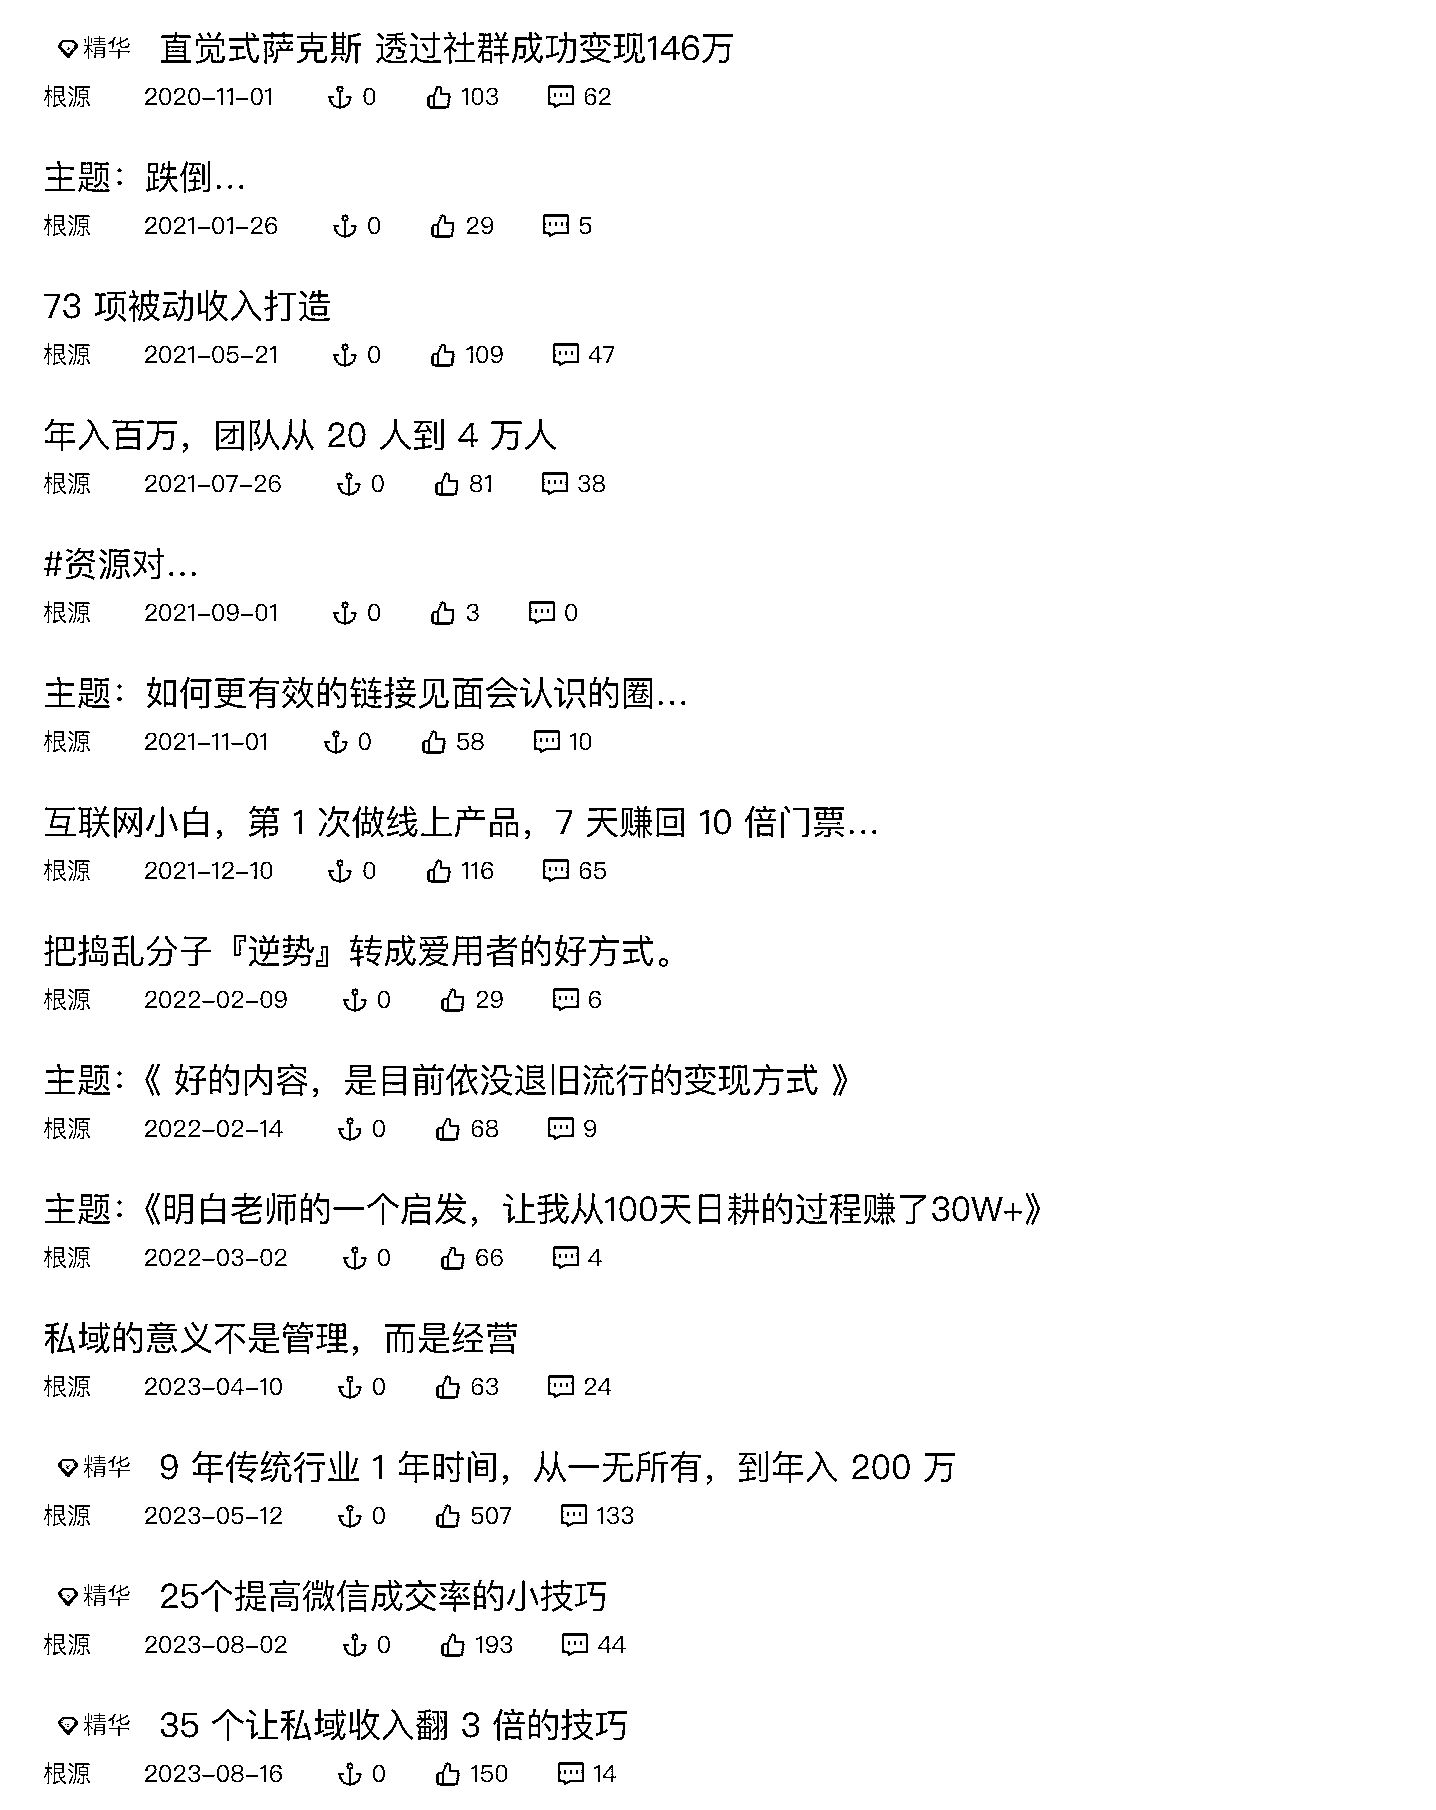 精华 直觉式萨克斯 透过社群成功变现146万
根源 2020-11-01 0 103 62
主题：跌倒...
根源 2021-01-26 0 29 5
73 项被动收入打造
根源 2021-05-21 0 109 47
年入百万，团队从 20 人到 4 万人
根源 2021-07-26 0 81 38
#资源对...
根源 2021-09-01 0 3 0
主题：如何更有效的链接见面会认识的圈...
根源 2021-11-01 0 58 10
互联网小白，第 1 次做线上产品，7 天赚回 10 倍门票...
根源 2021-12-10 0 116 65
把捣乱分子『逆势』转成爱用者的好方式。
根源 2022-02-09 0 29 6
主题：《 好的内容，是目前依没退旧流行的变现方式 》
根源 2022-02-14 0 68 9
主题：《明白老师的一个启发，让我从100天日耕的过程赚了30W+》
根源 2022-03-02 0 66 4
私域的意义不是管理，而是经营
根源 2023-04-10 0 63 24
精华 9 年传统行业 1 年时间，从一无所有，到年入 200 万
根源 2023-05-12 0 507 133
精华 25个提高微信成交率的小技巧
根源 2023-08-02 0 193 44
精华 35 个让私域收入翻 3 倍的技巧
根源 2023-08-16 0 150 14